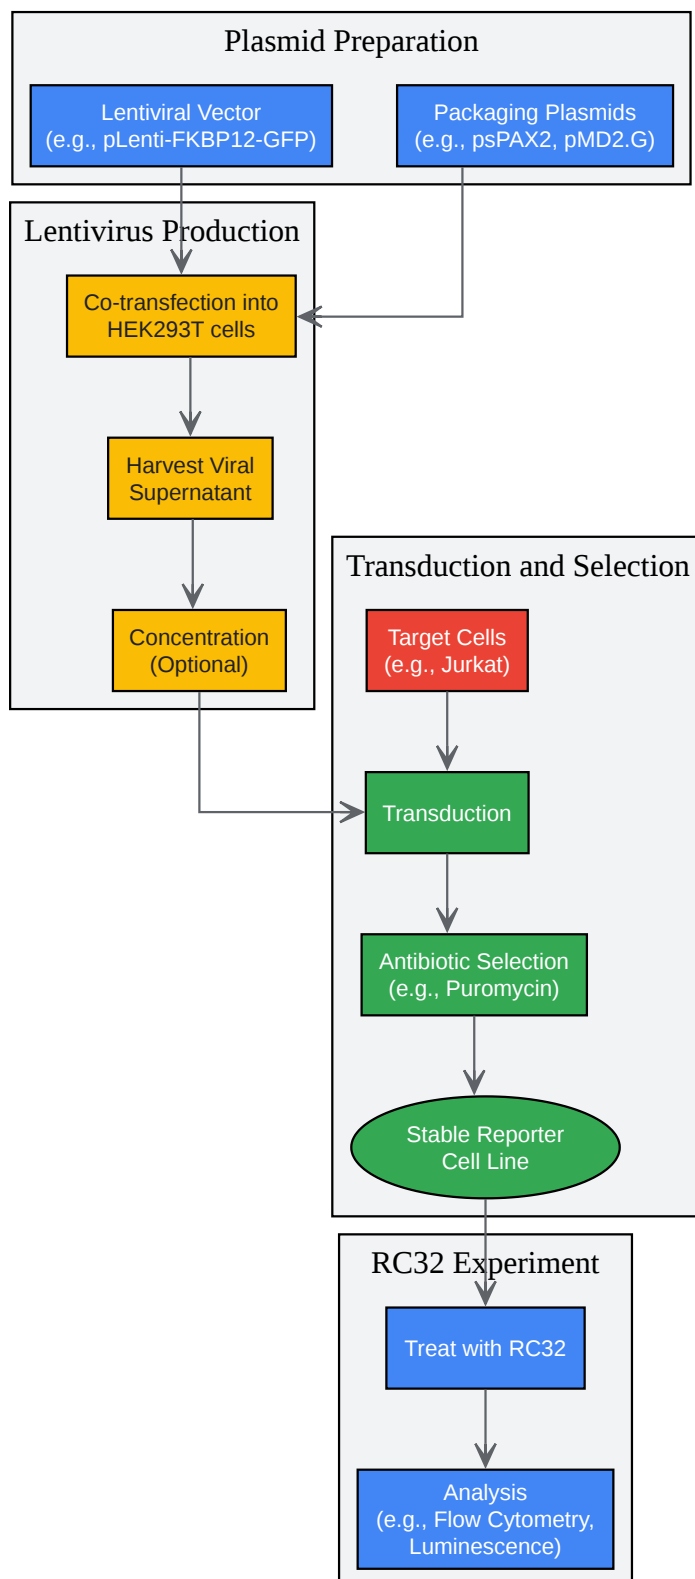 Plasmid Preparation
Lentiviral Vector
(e.g., pLenti-FKBP12-GFP)
Packaging Plasmids
(e.g., psPAX2, pMD2.G)
Lentivirus Production
Co-transfection into
HEK293T cells
Harvest Viral
Supernatant
Concentration
(Optional)
Transduction and Selection
Target Cells
(e.g., Jurkat)
Transduction
Antibiotic Selection
(e.g., Puromycin)
Stable Reporter
Cell Line
RC32 Experiment
Treat with RC32
Analysis
(e.g., Flow Cytometry,
Luminescence)